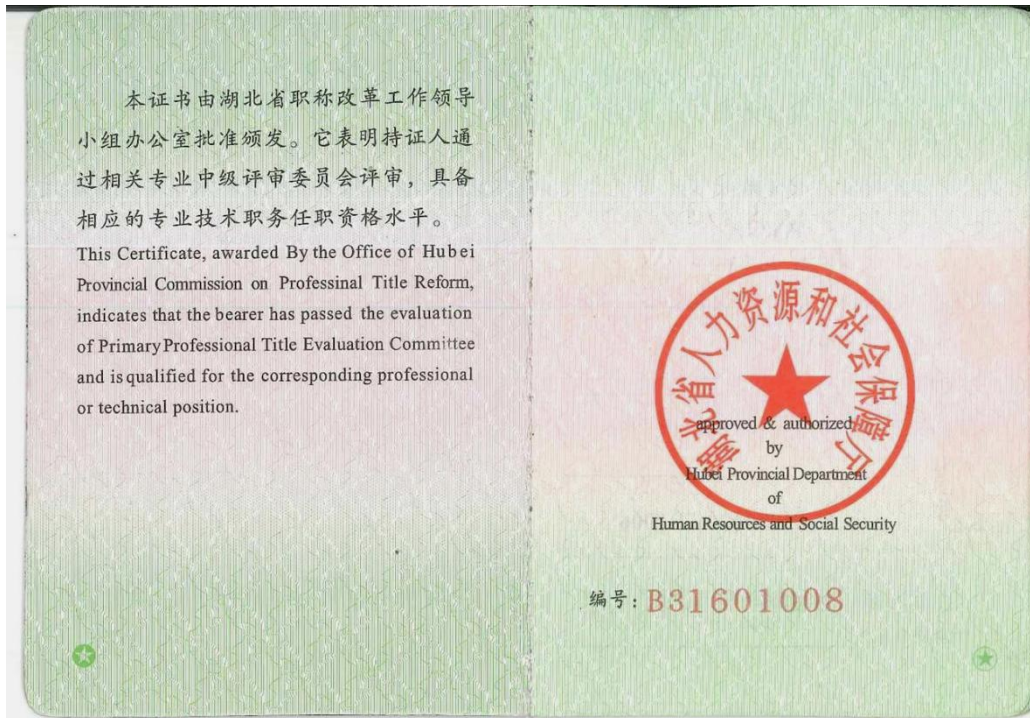 本证书由湖北省职称改革工作领导
小组办公室批准颁发。它表明持证人通
过相关专业中级评审委员会评审，具备
相应的专业技术职务任职资格水平。
This Certificate, awarded By the Office of Hubei
Provincial Commission on Professinal Title Reform,
indicates that the bearer has passed the evaluation
of Primary Professional Title Evaluation Committee
and is qualified for the corresponding professional
or technical position.
湖北省人力资源和社会保障厅
approved & authorized
by
Hubei Provincial Department
of
Human Resources and Social Security
编号：B31601008